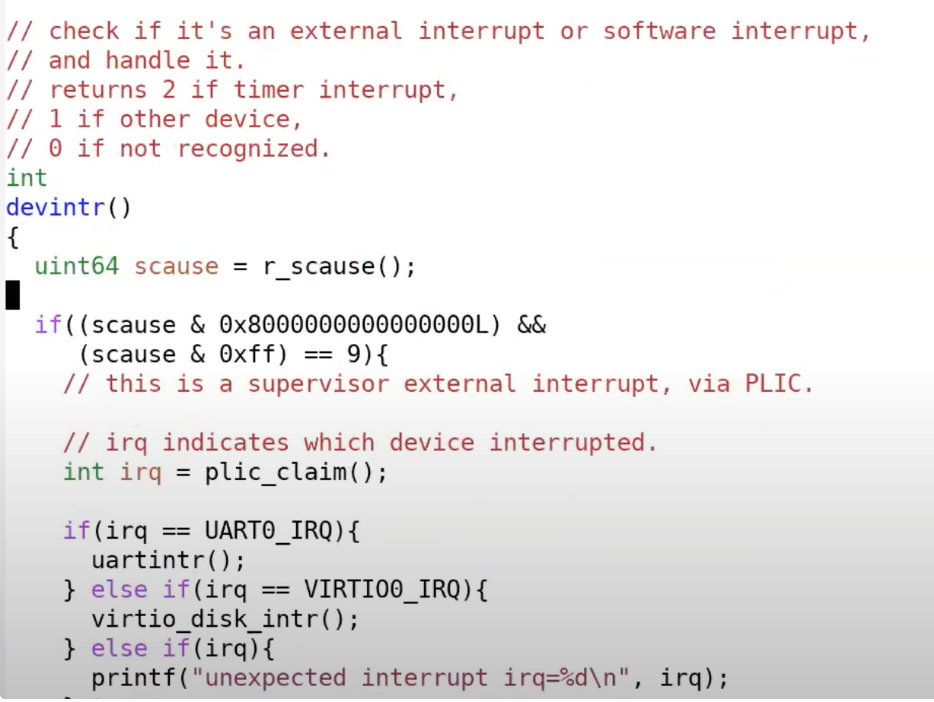 // check if it's an external interrupt or software interrupt,
// and handle it.
// returns 2 if timer interrupt,
// 1 if other device,
// 0 if not recognized.
int
devintr()
{
  uint64 scause = r_scause();

  if((scause & 0x8000000000000000L) &&
     (scause & 0xff) == 9){
    // this is a supervisor external interrupt, via PLIC.

    // irq indicates which device interrupted.
    int irq = plic_claim();

    if(irq == UART0_IRQ){
      uartintr();
    } else if(irq == VIRTIO0_IRQ){
      virtio_disk_intr();
    } else if(irq){
      printf("unexpected interrupt irq=%d\n", irq);